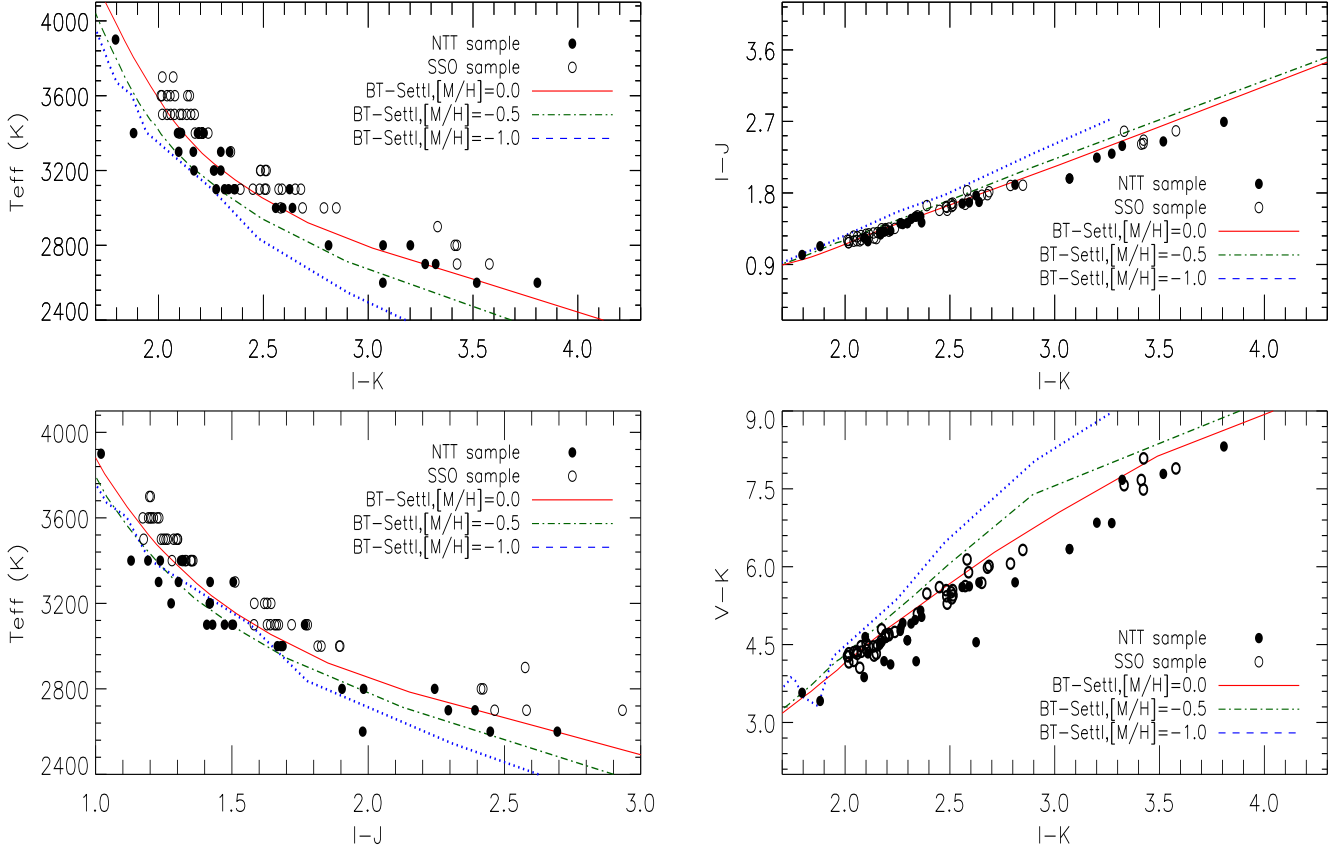 4000
3600
3200
2800
2400
Teff (K)
NTT sample
SSO sample
BT-Settl,[M/H]=0.0
BT-Settl,[M/H]=-0.5
BT-Settl,[M/H]=-1.0
2.0 2.5 3.0 3.5 4.0
I-K
3.6
2.7
1.8
0.9
I-J
NTT sample
SSO sample
BT-Settl,[M/H]=0.0
BT-Settl,[M/H]=-0.5
BT-Settl,[M/H]=-1.0
2.0 2.5 3.0 3.5 4.0
I-K
4000
3600
3200
2800
2400
Teff (K)
NTT sample
SSO sample
BT-Settl,[M/H]=0.0
BT-Settl,[M/H]=-0.5
BT-Settl,[M/H]=-1.0
1.0 1.5 2.0 2.5 3.0
I-J
9.0
7.5
6.0
4.5
3.0
V-K
NTT sample
SSO sample
BT-Settl,[M/H]=0.0
BT-Settl,[M/H]=-0.5
BT-Settl,[M/H]=-1.0
2.0 2.5 3.0 3.5 4.0
I-K